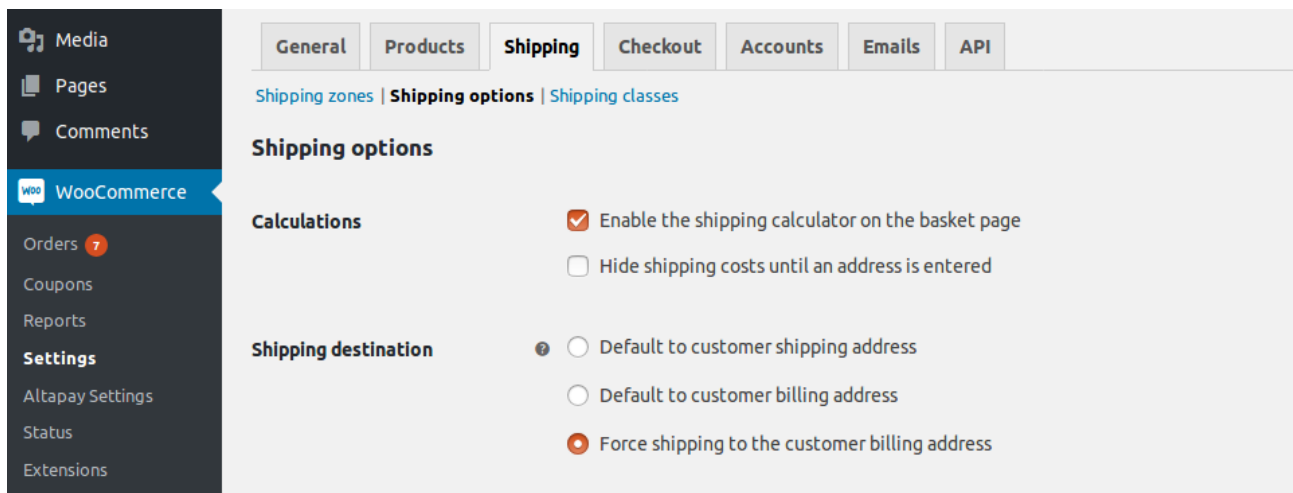 Media
Pages
Comments
WOO WooCommerce
Orders 7
Coupons
Reports
Settings
Altapay Settings
Status
Extensions
General Products Shipping Checkout Accounts Emails API
Shipping zones | Shipping options | Shipping classes
Shipping options
Calculations
Enable the shipping calculator on the basket page
Hide shipping costs until an address is entered
Shipping destination ?
Default to customer shipping address
Default to customer billing address
Force shipping to the customer billing address